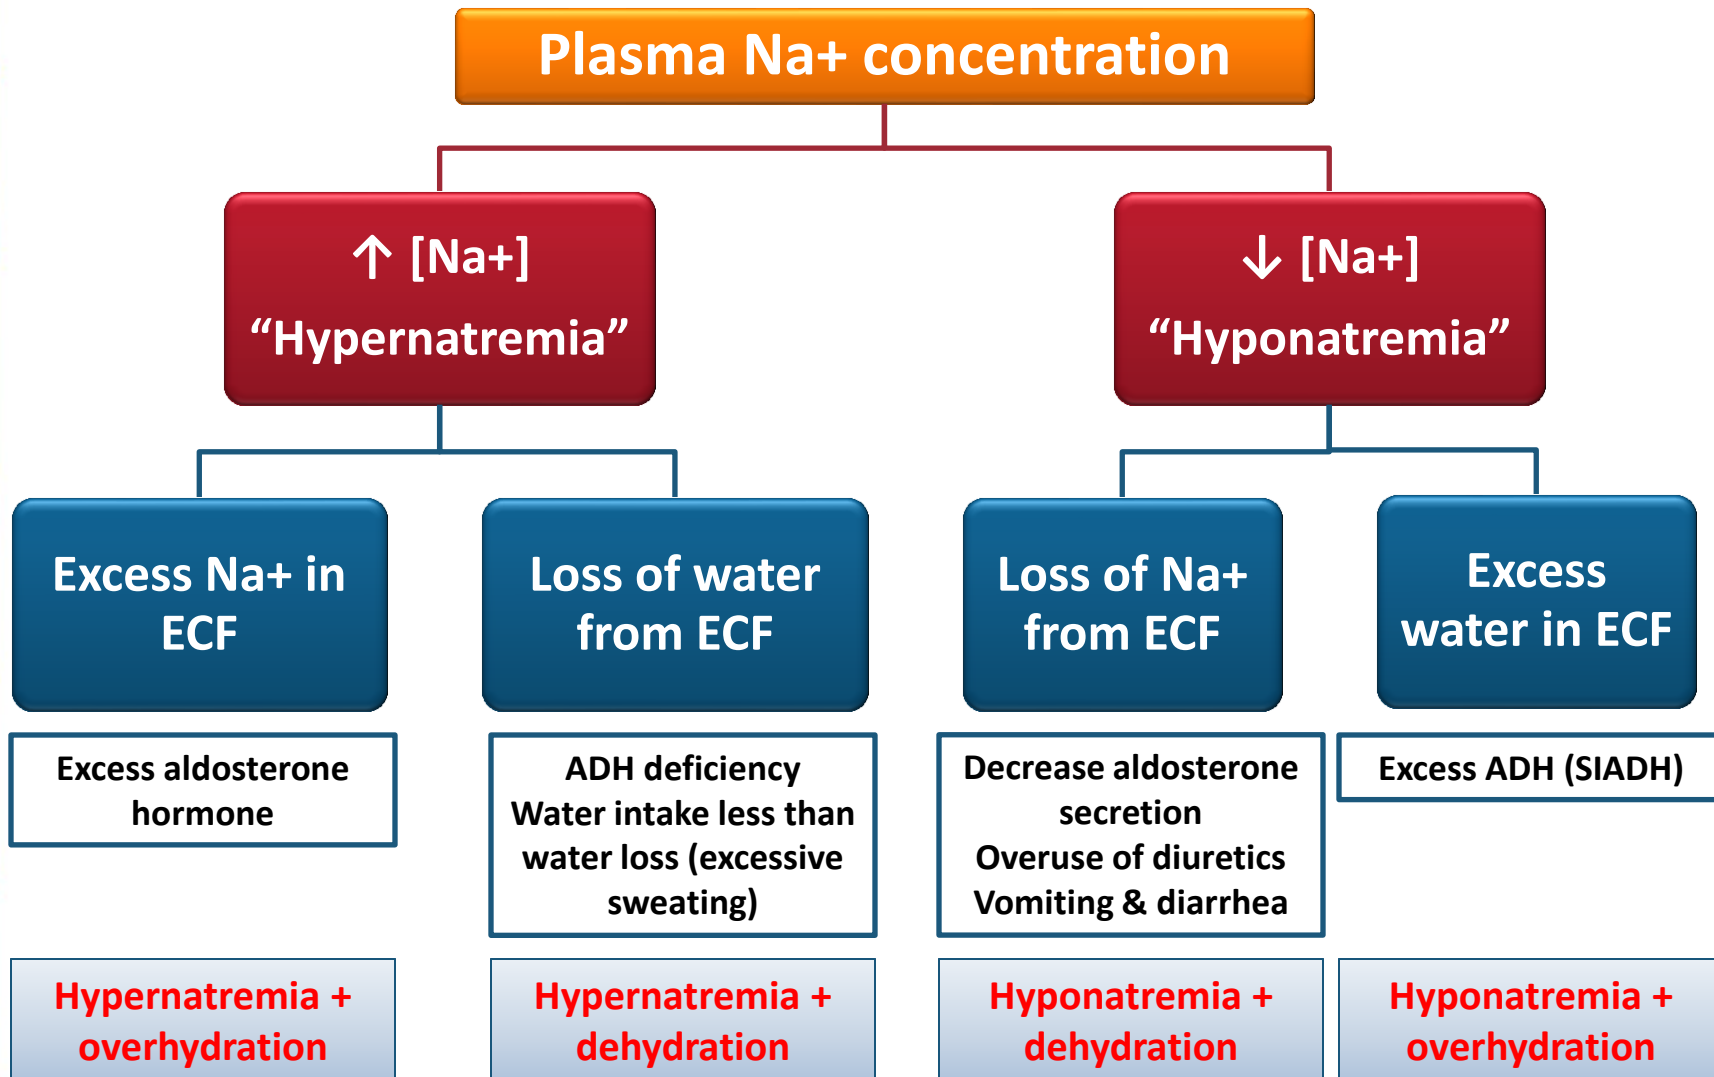 Plasma Na+ concentration
↑ [Na+]
“Hypernatremia”
↓ [Na+]
“Hyponatremia”
Excess Na+ in
ECF
Loss of water
from ECF
Loss of Na+
from ECF
Excess
water in ECF
Excess aldosterone
hormone
ADH deficiency
Water intake less than
water loss (excessive
sweating)
Decrease aldosterone
secretion
Overuse of diuretics
Vomiting & diarrhea
Excess ADH (SIADH)
Hypernatremia +
overhydration
Hypernatremia +
dehydration
Hyponatremia +
dehydration
Hyponatremia +
overhydration